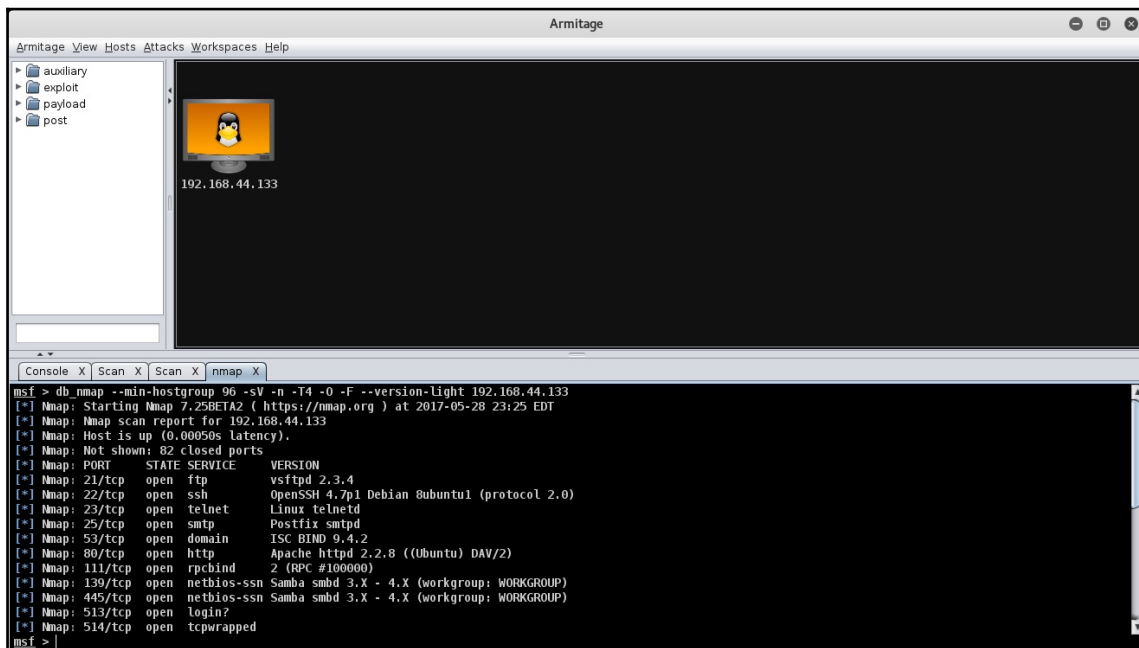 Armitage
Armitage View Hosts Attacks Workspaces Help
auxiliary
exploit
payload
post
192.168.44.133
Console X Scan X Scan X nmap X
msf > db_nmap --min-hostgroup 96 -sV -n -T4 -O -F --version-light 192.168.44.133
[*] Nmap: Starting Nmap 7.25BETA2 ( https://nmap.org ) at 2017-05-28 23:25 EDT
[*] Nmap: Nmap scan report for 192.168.44.133
[*] Nmap: Host is up (0.00050s latency).
[*] Nmap: Not shown: 82 closed ports
[*] Nmap: PORT STATE SERVICE VERSION
[*] Nmap: 21/tcp open ftp vsftpd 2.3.4
[*] Nmap: 22/tcp open ssh OpenSSH 4.7p1 Debian 8ubuntu1 (protocol 2.0)
[*] Nmap: 23/tcp open telnet Linux telnetd
[*] Nmap: 25/tcp open smtp Postfix smtpd
[*] Nmap: 53/tcp open domain ISC BIND 9.4.2
[*] Nmap: 80/tcp open http Apache httpd 2.2.8 ((Ubuntu) DAV/2)
[*] Nmap: 111/tcp open rpcbind 2 (RPC #100000)
[*] Nmap: 139/tcp open netbios-ssn Samba smbd 3.X - 4.X (workgroup: WORKGROUP)
[*] Nmap: 445/tcp open netbios-ssn Samba smbd 3.X - 4.X (workgroup: WORKGROUP)
[*] Nmap: 513/tcp open login?
[*] Nmap: 514/tcp open tcpwrapped
msf >